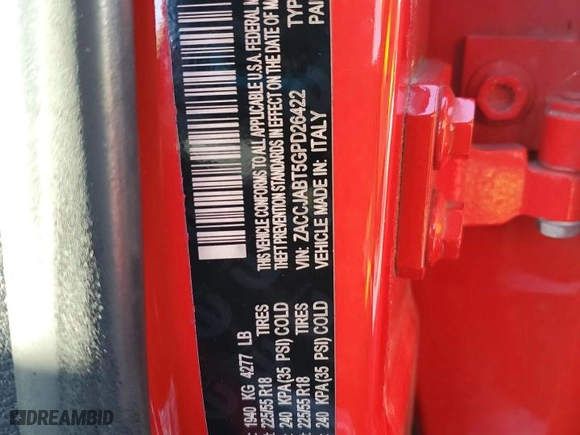 THIS VEHICLE CONFORMS TO ALL APPLICABLE U.S.A. FEDERAL
THEFT PREVENTION STANDARDS IN EFFECT ON THE DATE OF
VIN: ZACCJABT5GPD26422 TYP
VEHICLE MADE IN: ITALY PAI
1940 KG 4277 LB
225/55 R18 TIRES
240 KPA(35 PSI) COLD
225/55 R18 TIRES
240 KPA(35 PSI) COLD
DREAMBID